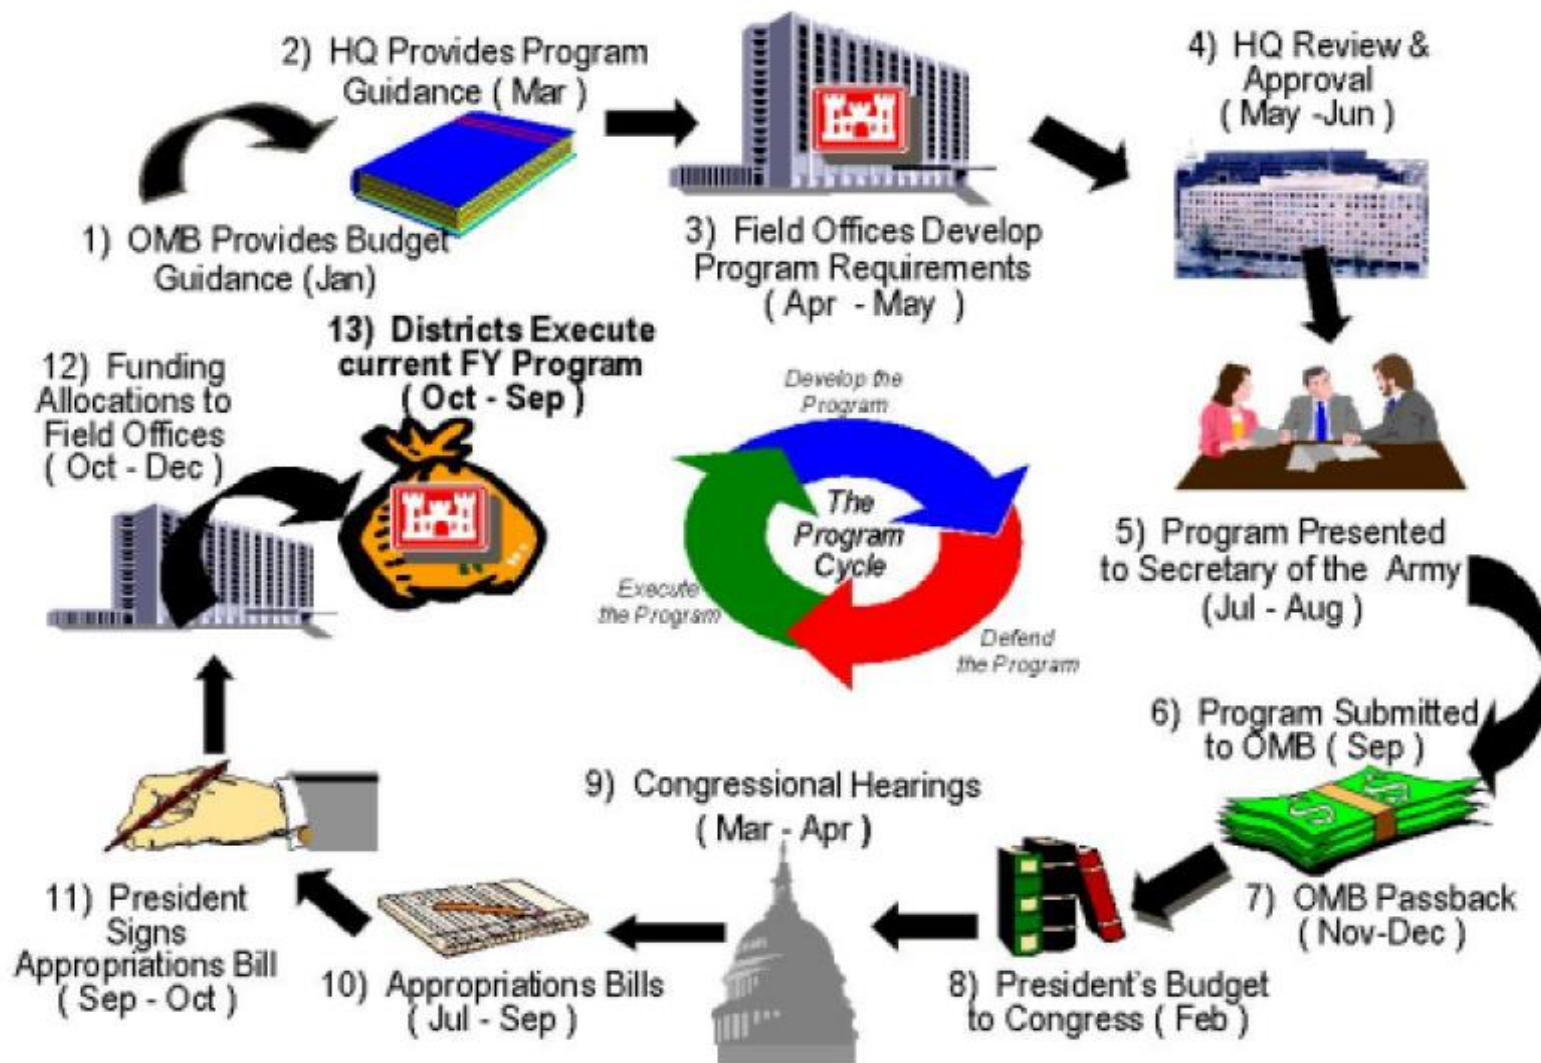 1) OMB Provides Budget
Guidance (Jan)
2) HQ Provides Program
Guidance ( Mar )
3) Field Offices Develop
Program Requirements
( Apr - May )
4) HQ Review &
Approval
( May -Jun )
5) Program Presented
to Secretary of the Army
(Jul - Aug )
6) Program Submitted
to OMB ( Sep )
7) OMB Passback
( Nov-Dec )
8) President's Budget
to Congress ( Feb )
9) Congressional Hearings
( Mar - Apr )
10) Appropriations Bills
( Jul - Sep )
11) President
Signs
Appropriations Bill
( Sep - Oct )
12) Funding
Allocations to
Field Offices
( Oct - Dec )
13) Districts Execute
current FY Program
( Oct - Sep )
Develop the
Program
The
Program
Cycle
Execute
the Program
Defend
the Program